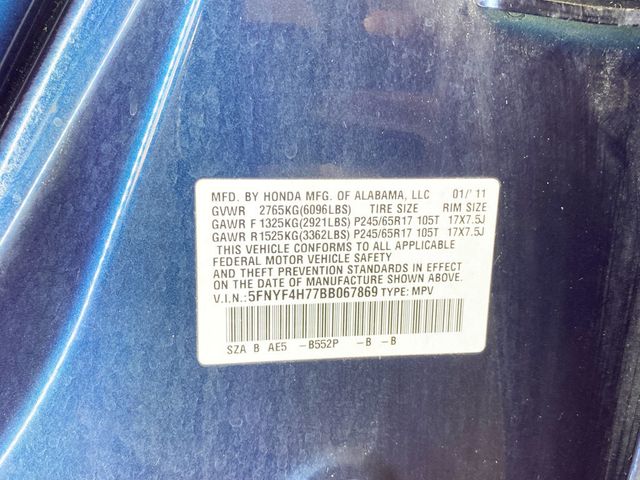 MFD. BY HONDA MFG. OF ALABAMA, LLC 01/'11
GVWR 2765KG(6096LBS) TIRE SIZE RIM SIZE
GAWR F 1325KG(2921LBS) P245/65R17 105T 17X7.5J
GAWR R1525KG(3362LBS) P245/65R17 105T 17X7.5J
THIS VEHICLE CONFORMS TO ALL APPLICABLE
FEDERAL MOTOR VEHICLE SAFETY
AND THEFT PREVENTION STANDARDS IN EFFECT
ON THE DATE OF MANUFACTURE SHOWN ABOVE.
V.I.N.: 5FNYF4H77BB067869 TYPE: MPV
SZA B AE5 -B552P -B -B